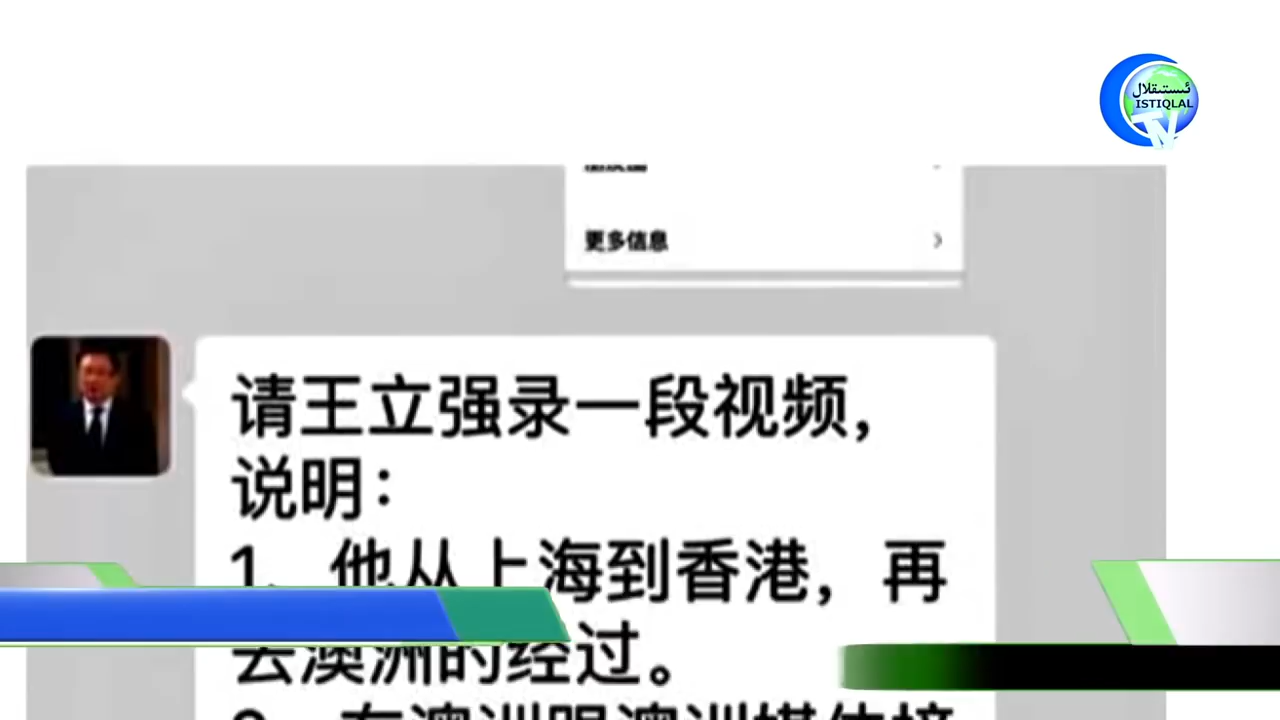 ئىستىقلال
ISTIQLAL
TV
更多信息
请王立强录一段视频，
说明：
1、他从上海到香港，再
去澳洲的经过。